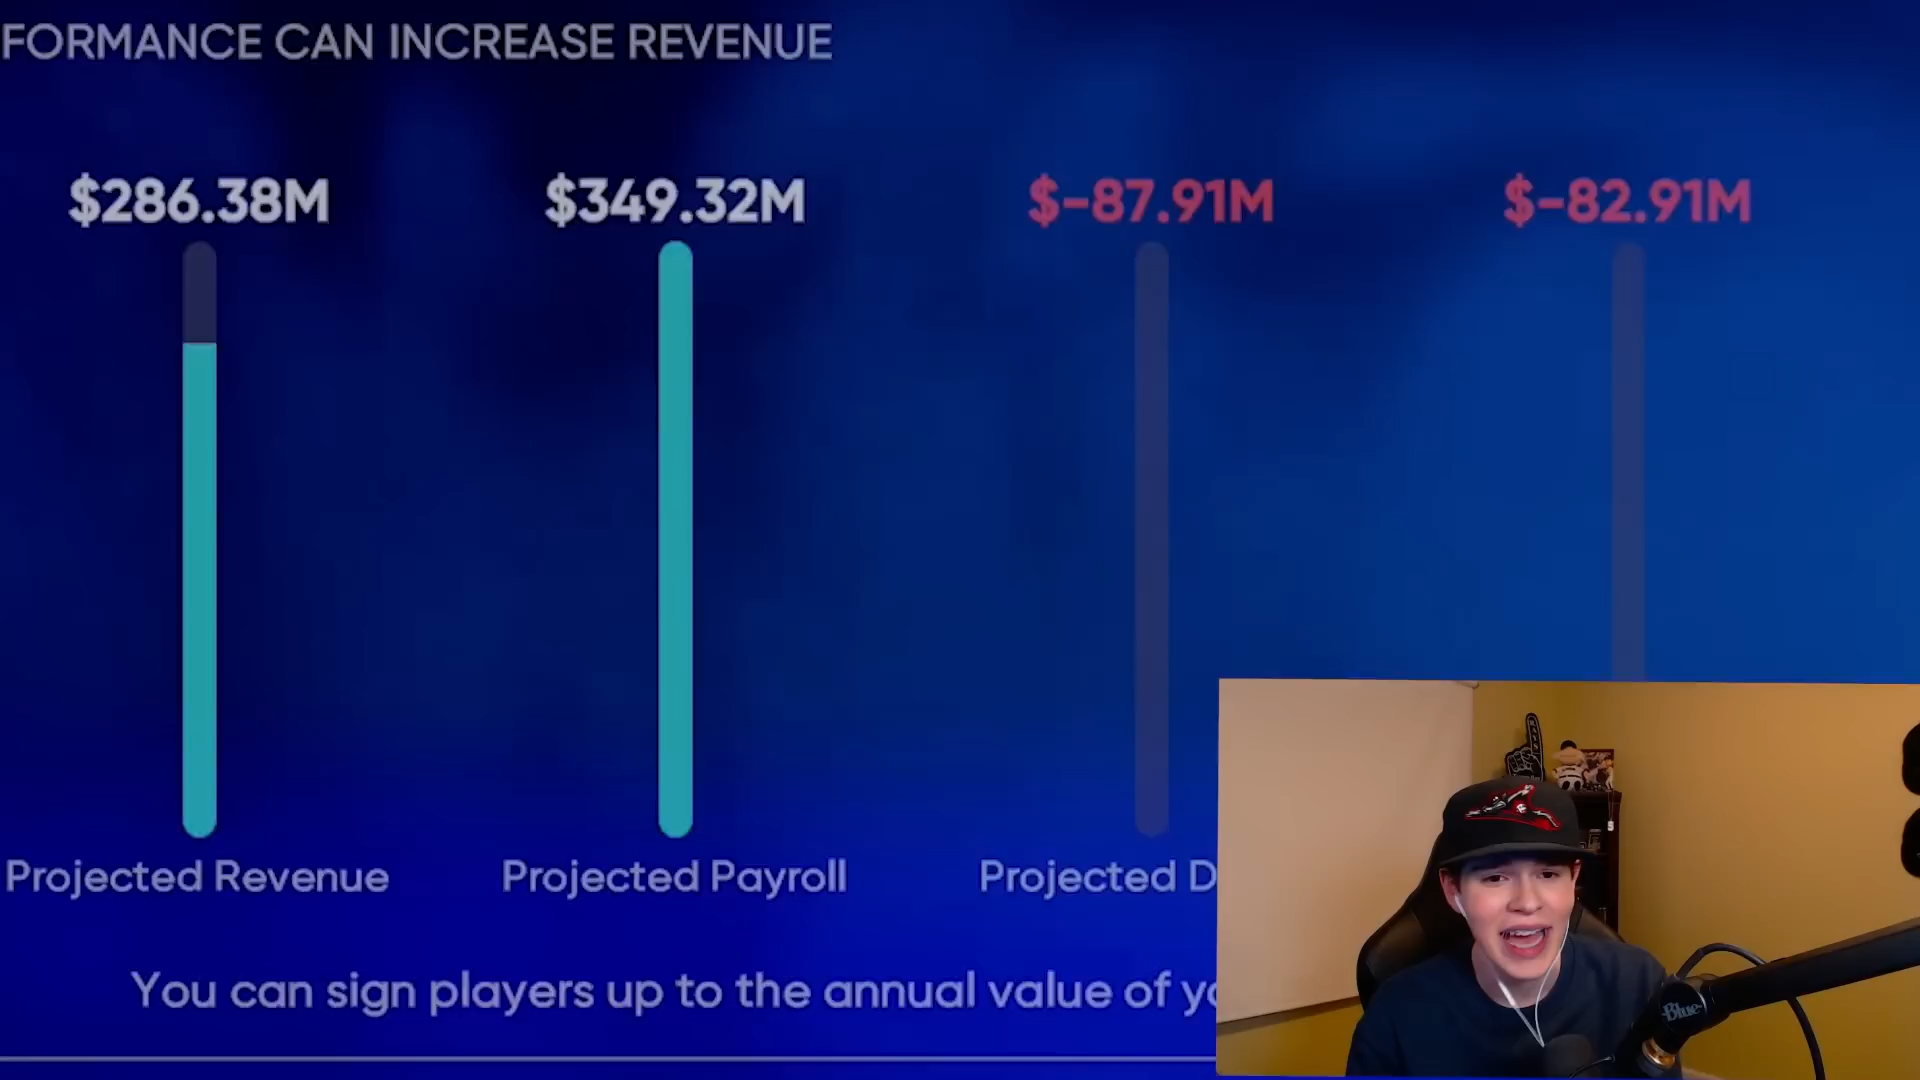 FORMANCE CAN INCREASE REVENUE
$286.38M $349.32M $-87.91M $-82.91M
Projected Revenue Projected Payroll Projected D
You can sign players up to the annual value of yo
Blue